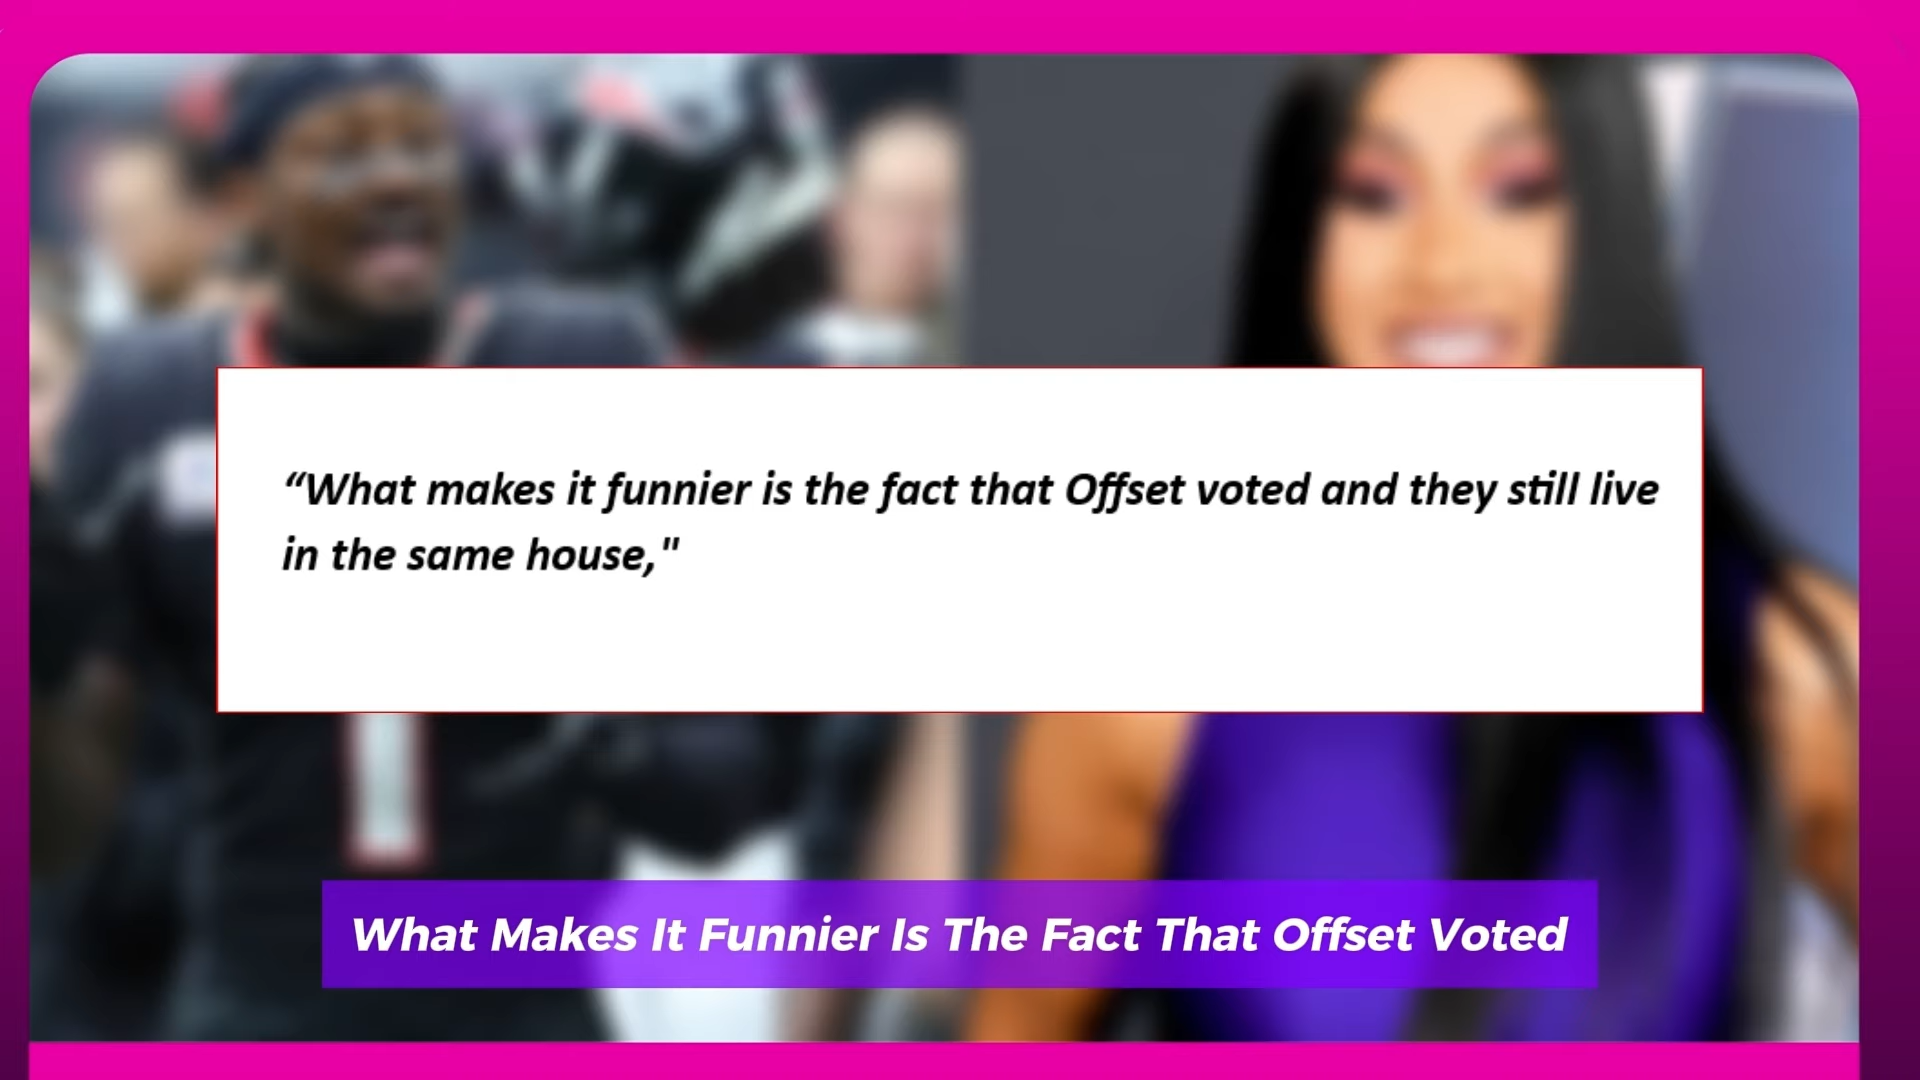 “What makes it funnier is the fact that Offset voted and they still live
in the same house,"
What Makes It Funnier Is The Fact That Offset Voted